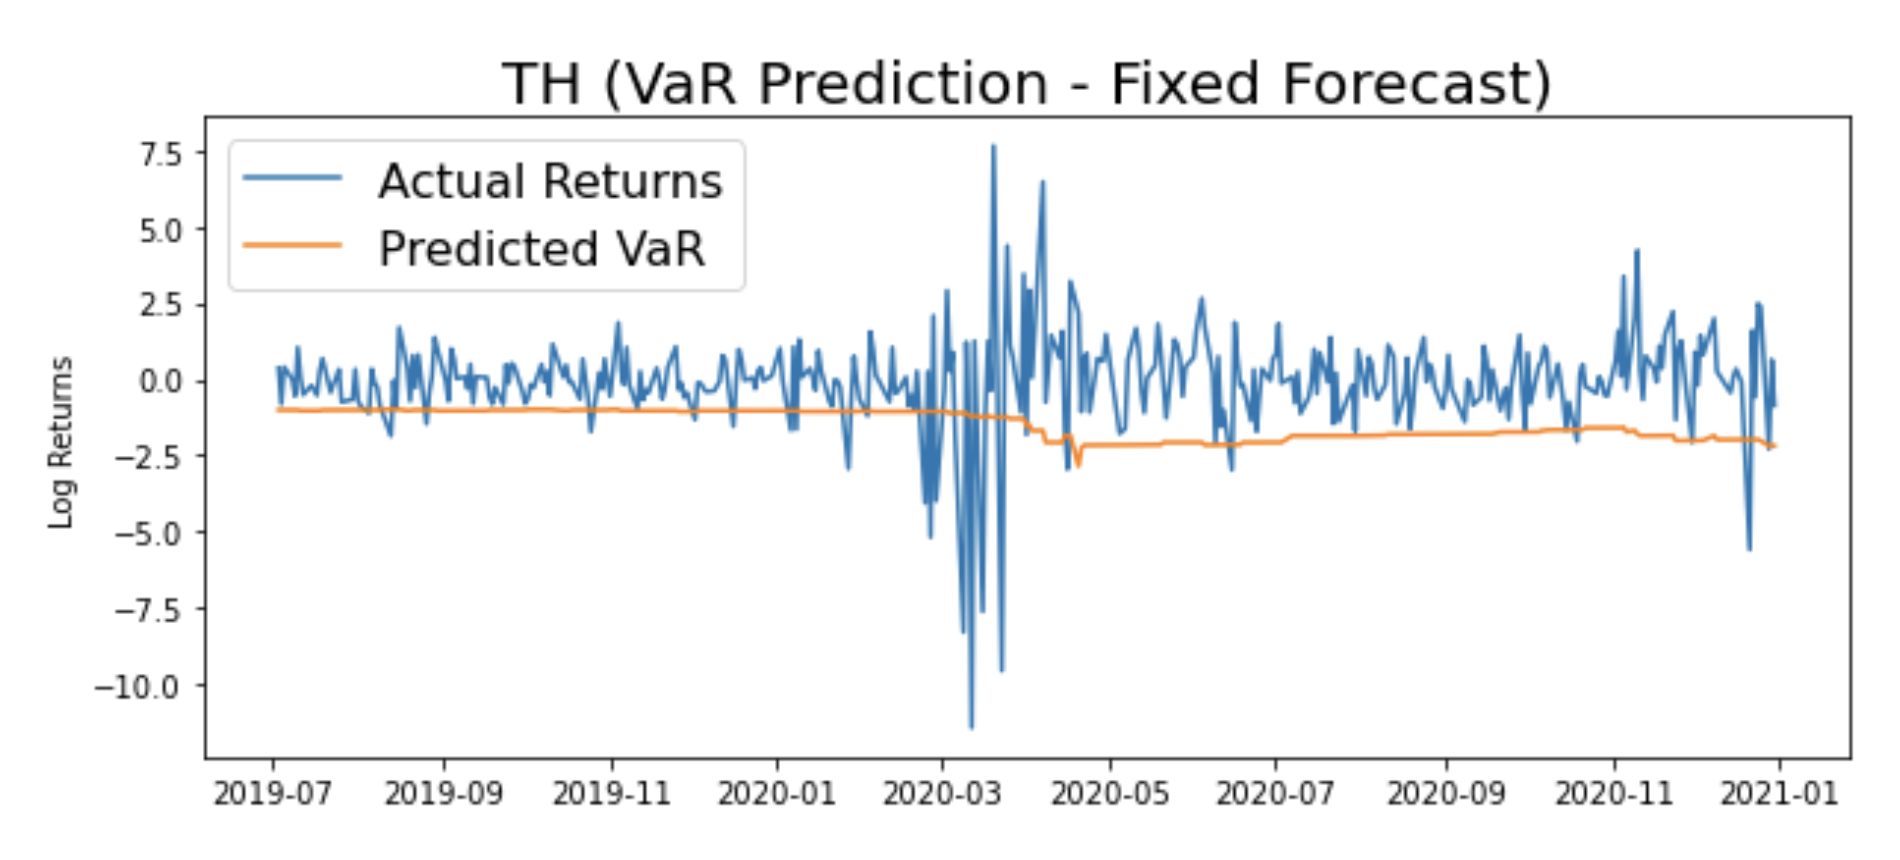 TH (VaR Prediction - Fixed Forecast)
Actual Returns
Predicted VaR
Log Returns
7.5
5.0
2.5
0.0
−2.5
−5.0
−7.5
−10.0
2019-07 2019-09 2019-11 2020-01 2020-03 2020-05 2020-07 2020-09 2020-11 2021-01